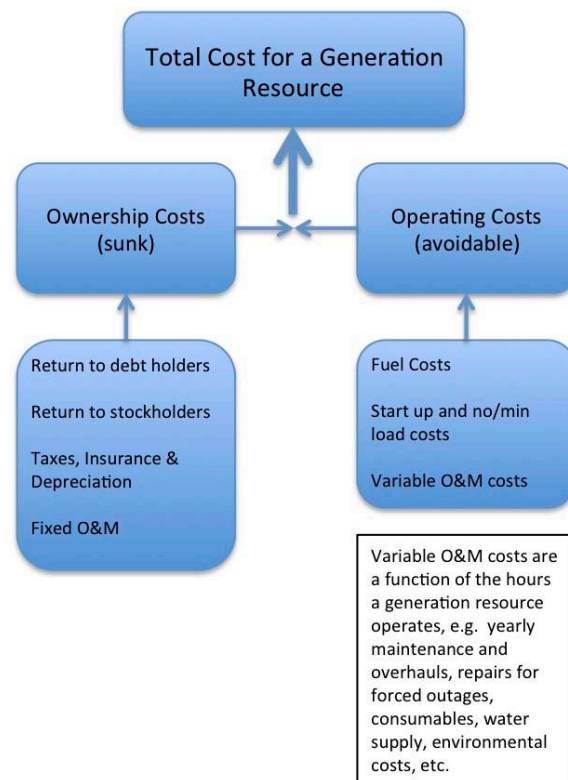 Total Cost for a Generation
Resource
Ownership Costs
(sunk)
Operating Costs
(avoidable)
Return to debt holders
Return to stockholders
Taxes, Insurance &
Depreciation
Fixed O&M
Fuel Costs
Start up and no/min
load costs
Variable O&M costs
Variable O&M costs are
a function of the hours
a generation resource
operates, e.g. yearly
maintenance and
overhauls, repairs for
forced outages,
consumables, water
supply, environmental
costs, etc.